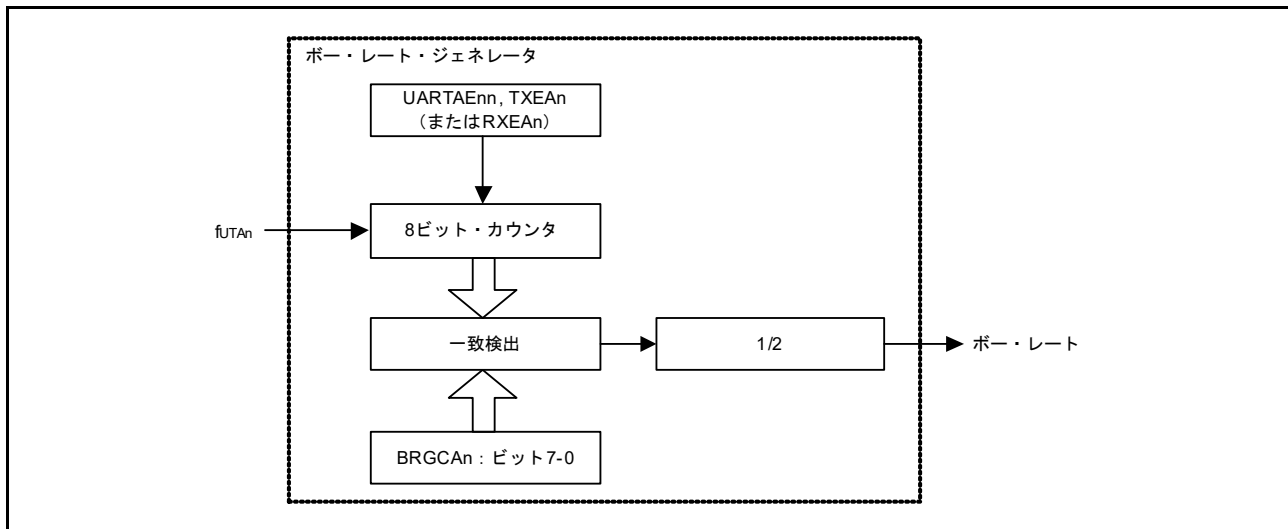 ボー・レート・ジェネレータ
UARTAEnn, TXEAn
（またはRXEAn）
fUTAn
8ビット・カウンタ
一致検出
1/2
ボー・レート
BRGCAn：ビット7-0